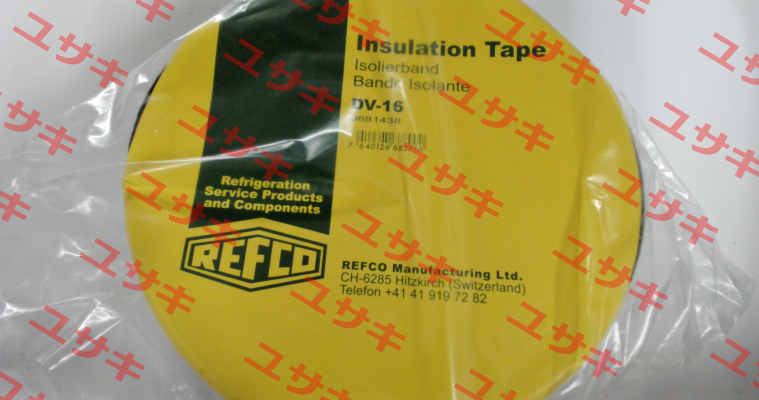 Insulation Tape
Isolierband
Bande Isolante
DV-16
9881438
Refrigeration
Service Products
and Components
REFCO
REFCO Manufacturing Ltd.
CH-6285 Hitzkirch (Switzerland)
Telefon +41 41 919 72 82
ユサキ